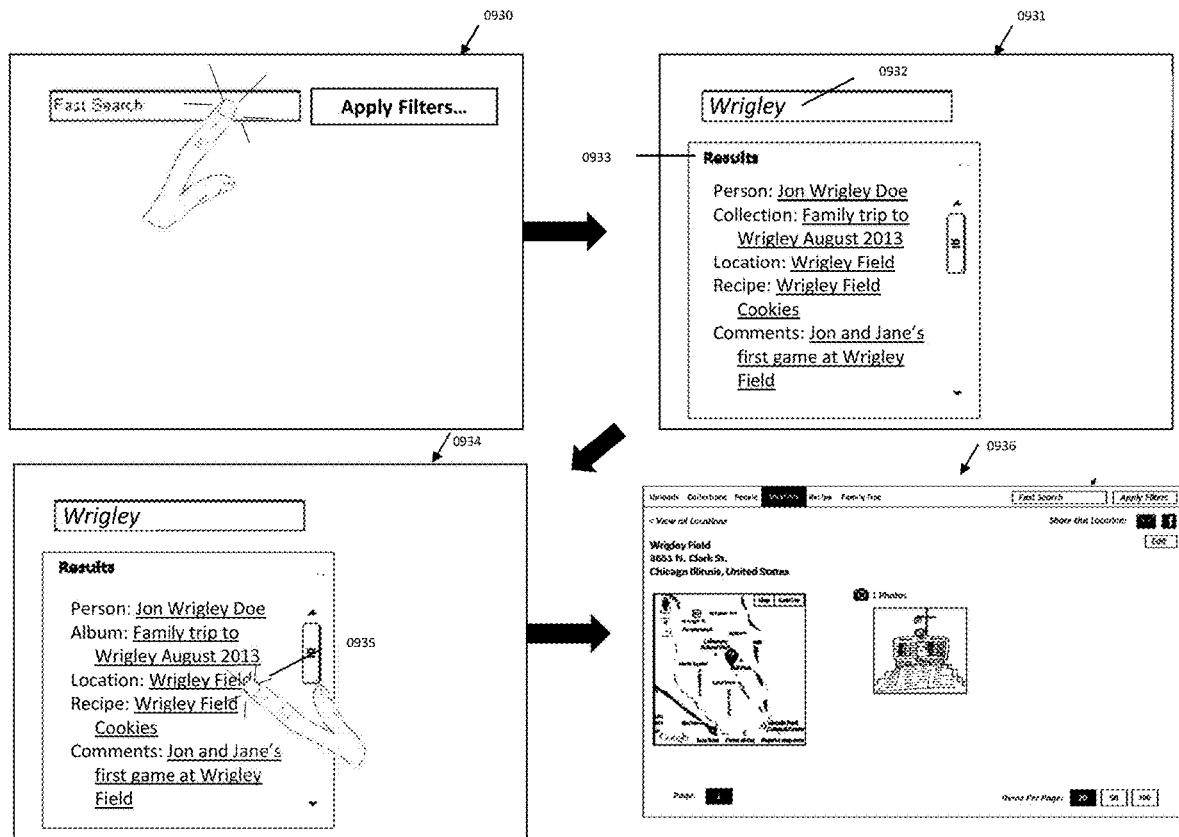 0930
Fast Search
Apply Filters...
0931
0932
Wrigley
0933
Results
Person: Jon Wrigley Doe
Collection: Family trip to
Wrigley August 2013
Location: Wrigley Field
Recipe: Wrigley Field
Cookies
Comments: Jon and Jane's
first game at Wrigley
Field
0934
Wrigley
Results
Person: Jon Wrigley Doe
Album: Family trip to
Wrigley August 2013
0935
Location: Wrigley Field
Recipe: Wrigley Field
Cookies
Comments: Jon and Jane's
first game at Wrigley
Field
0936
Uploads Collections People Recipe Family Tree
Fast Search
Apply Filters
< View all Locations
Share this Location:
Edit
Wrigley Field
Clark St.
Chicago Illinois, United States
1 Photos
Google
Page:
Items Per Page: 20 50 100